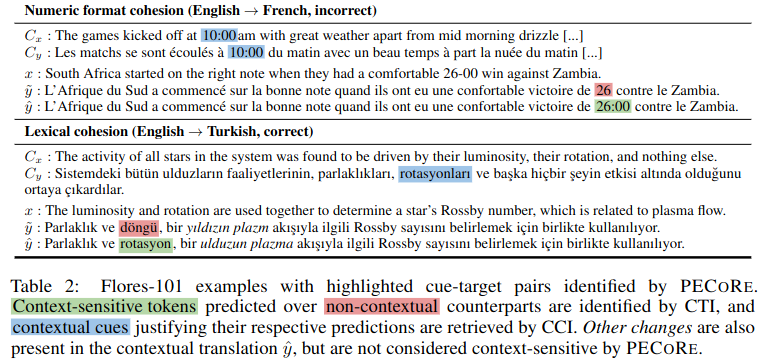 Numeric format cohesion (English → French, incorrect)
Cx : The games kicked off at 10:00am with great weather apart from mid morning drizzle [...]
Cy : Les matchs se sont écoulés à 10:00 du matin avec un beau temps à part la nuée du matin [...]
x : South Africa started on the right note when they had a comfortable 26-00 win against Zambia.
ỹ : L'Afrique du Sud a commencé sur la bonne note quand ils ont eu une confortable victoire de 26 contre le Zambia.
ŷ : L'Afrique du Sud a commencé sur la bonne note quand ils ont eu une confortable victoire de 26:00 contre le Zambia.
Lexical cohesion (English → Turkish, correct)
Cx : The activity of all stars in the system was found to be driven by their luminosity, their rotation, and nothing else.
Cy : Sistemdeki bütün ulduzların faaliyetlerinin, parlaklıkları, rotasyonları ve başka hiçbir şeyin etkisi altında olduğunu
ortaya çıkardılar.
x : The luminosity and rotation are used together to determine a star's Rossby number, which is related to plasma flow.
ỹ : Parlaklık ve döngü, bir yıldızın plazm akışıyla ilgili Rossby sayısını belirlemek için birlikte kullanılıyor.
ŷ : Parlaklık ve rotasyon, bir ulduzun plazma akışıyla ilgili Rossby sayısını belirlemek için birlikte kullanılıyor.
Table 2: Flores-101 examples with highlighted cue-target pairs identified by PECORE.
Context-sensitive tokens predicted over non-contextual counterparts are identified by CTI, and
contextual cues justifying their respective predictions are retrieved by CCI. Other changes are also
present in the contextual translation ŷ, but are not considered context-sensitive by PECORE.